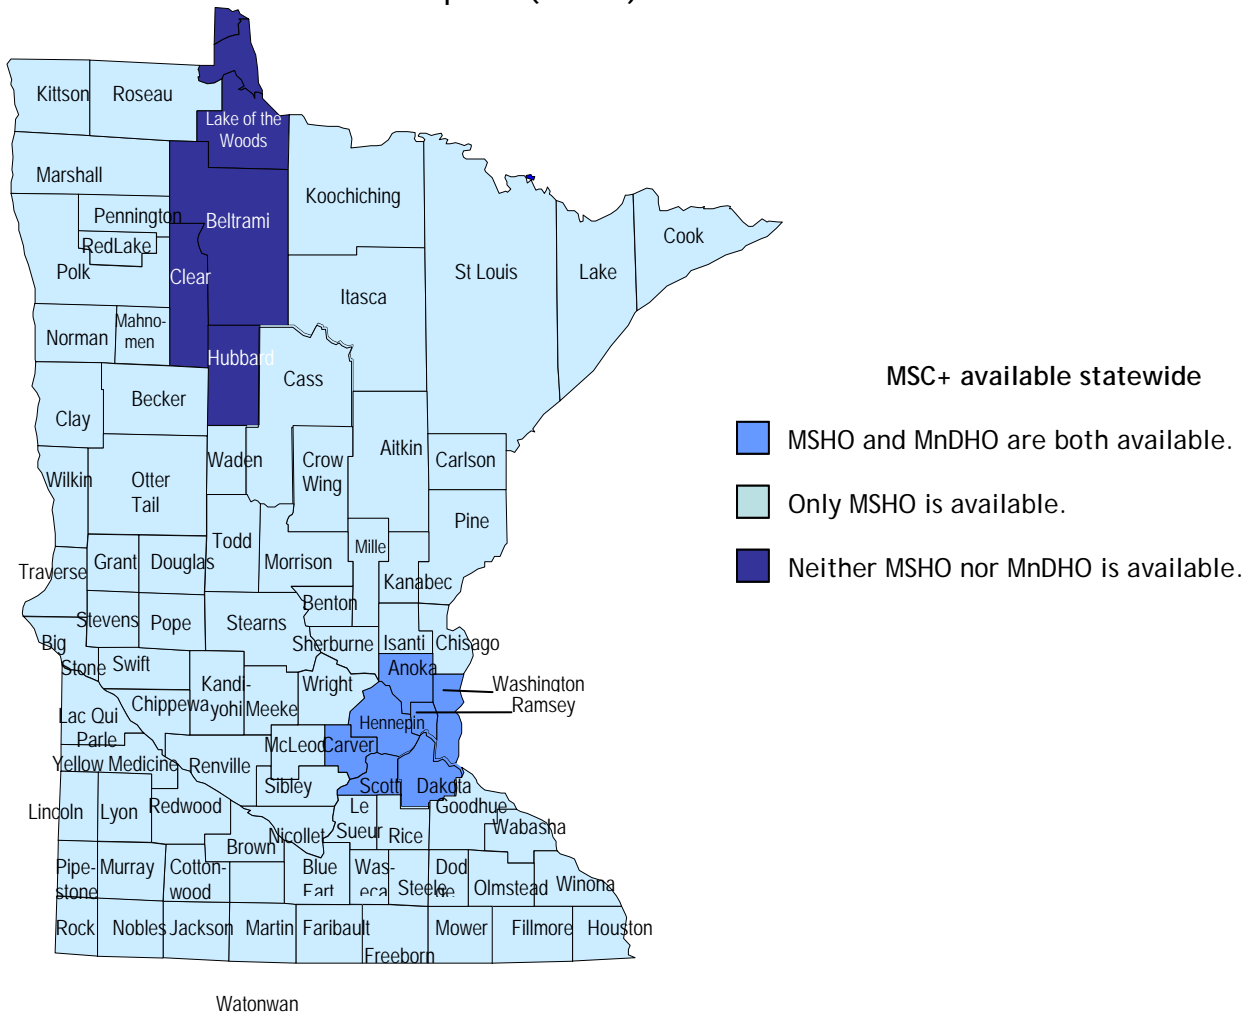 Kittson
Roseau
Lake of the
Woods
Marshall
Koochiching
Pennington
Beltrami
RedLake
Cook
Polk
Clear
St Louis
Lake
Itasca
Mahno-
men
Norman
Hubbard
Cass
MSC+ available statewide
Becker
Clay
MSHO and MnDHO are both available.
Aitkin
Waden
Crow
Wing
Carlson
Wilkin
Otter
Tail
Only MSHO is available.
Pine
Todd
Mille
Grant
Douglas
Morrison
Traverse
Neither MSHO nor MnDHO is available.
Kanabec
Benton
Stevens
Pope
Stearns
Big
Stone
Sherburne
Isanti
Chisago
Swift
Anoka
Kandi-
yohi
Wright
Washington
Chippewa
Meeke
Ramsey
Lac Qui
Parle
Hennepin
McLeod
Carver
Yellow Medicine
Renville
Sibley
Scott
Dakota
Lincoln
Lyon
Redwood
Le
Sueur
Goodhue
Nicollet
Rice
Wabasha
Brown
Pipe-
stone
Murray
Cotton-
wood
Blue
Eart
Was-
eca
Steele
Dod
ge
Olmstead
Winona
Rock
Nobles
Jackson
Martin
Faribault
Freeborn
Mower
Fillmore
Houston
Watonwan